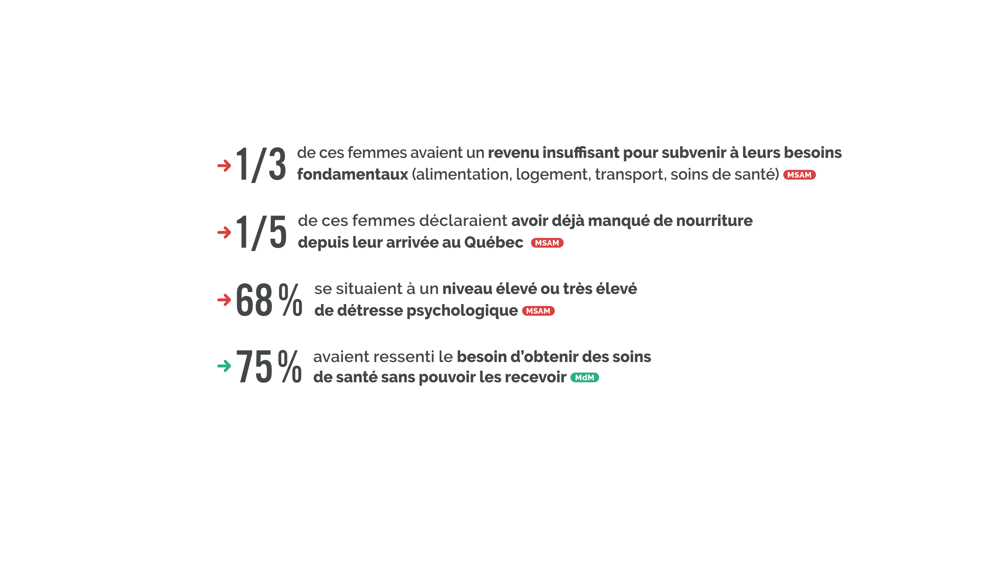 → 1/3 de ces femmes avaient un revenu insuffisant pour subvenir à leurs besoins
fondamentaux (alimentation, logement, transport, soins de santé) MSAM
→ 1/5 de ces femmes déclaraient avoir déjà manqué de nourriture
depuis leur arrivée au Québec MSAM
→ 68 % se situaient à un niveau élevé ou très élevé
de détresse psychologique MSAM
→ 75 % avaient ressenti le besoin d’obtenir des soins
de santé sans pouvoir les recevoir MdM